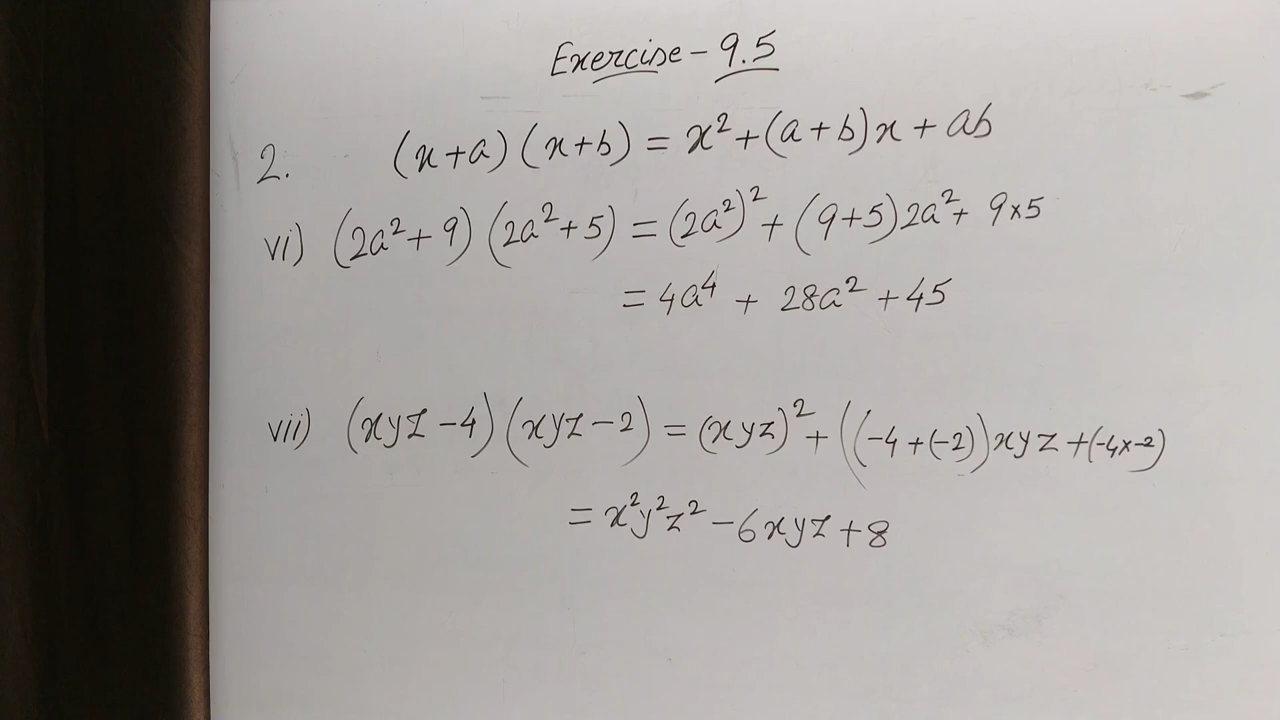 Exercise - 9.5
2. (x+a) (x+b) = x² + (a+b)x + ab
vi) (2a²+9) (2a²+5) = (2a²)² + (9+5)2a² + 9×5
= 4a⁴ + 28a² + 45
vii) (xyz-4) (xyz-2) = (xyz)² + ((-4+(-2))xyz + (-4×-2)
= x²y²z² - 6xyz + 8